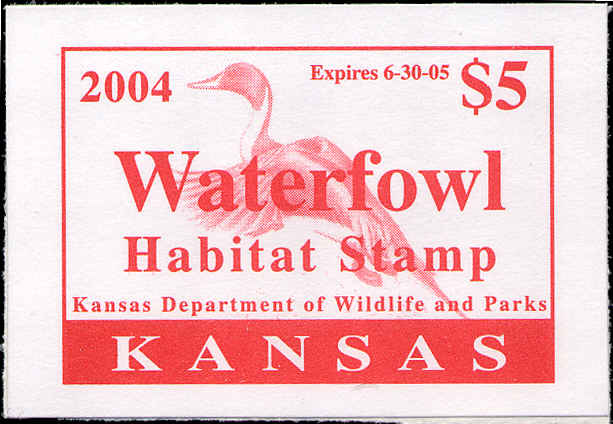 2004 Expires 6-30-05 $5
Waterfowl
Habitat Stamp
Kansas Department of Wildlife and Parks
KANSAS